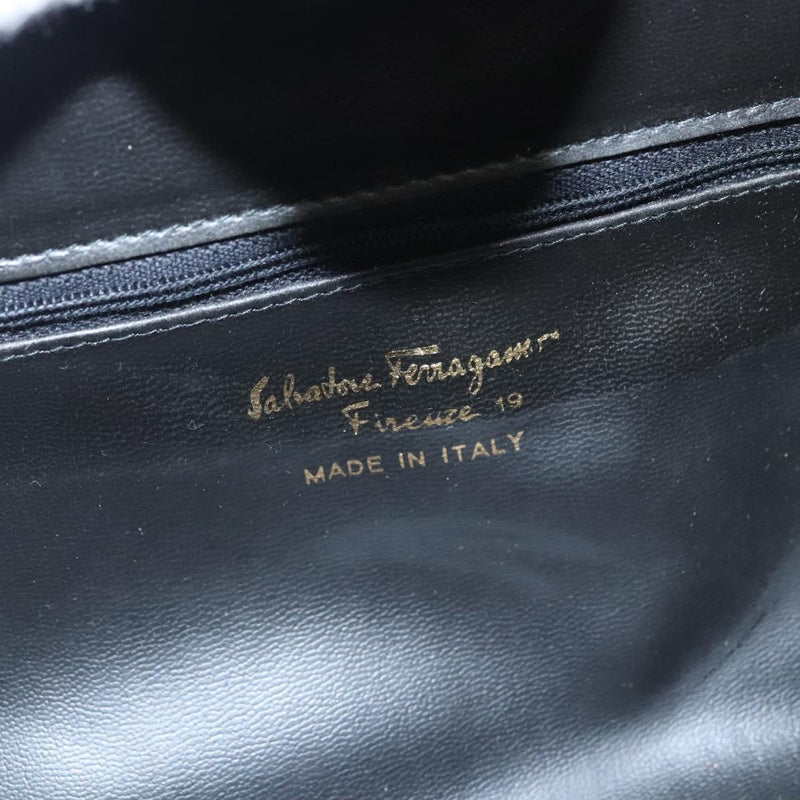 Salvatore Ferragamo
Firenze 19
MADE IN ITALY